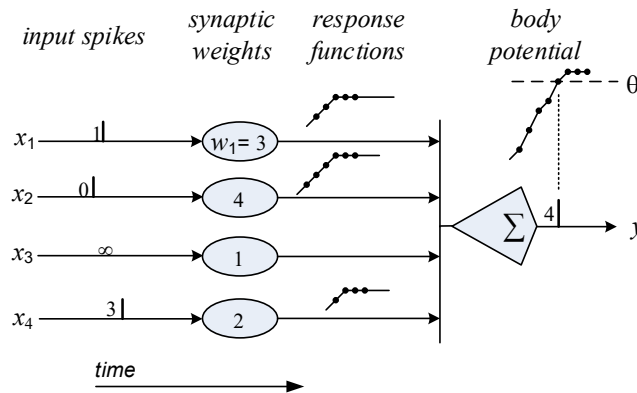 input spikes
synaptic weights
response functions
body potential
θ
x1
1
w1= 3
x2
0
4
x3
∞
1
x4
3
2
Σ
4
y
time